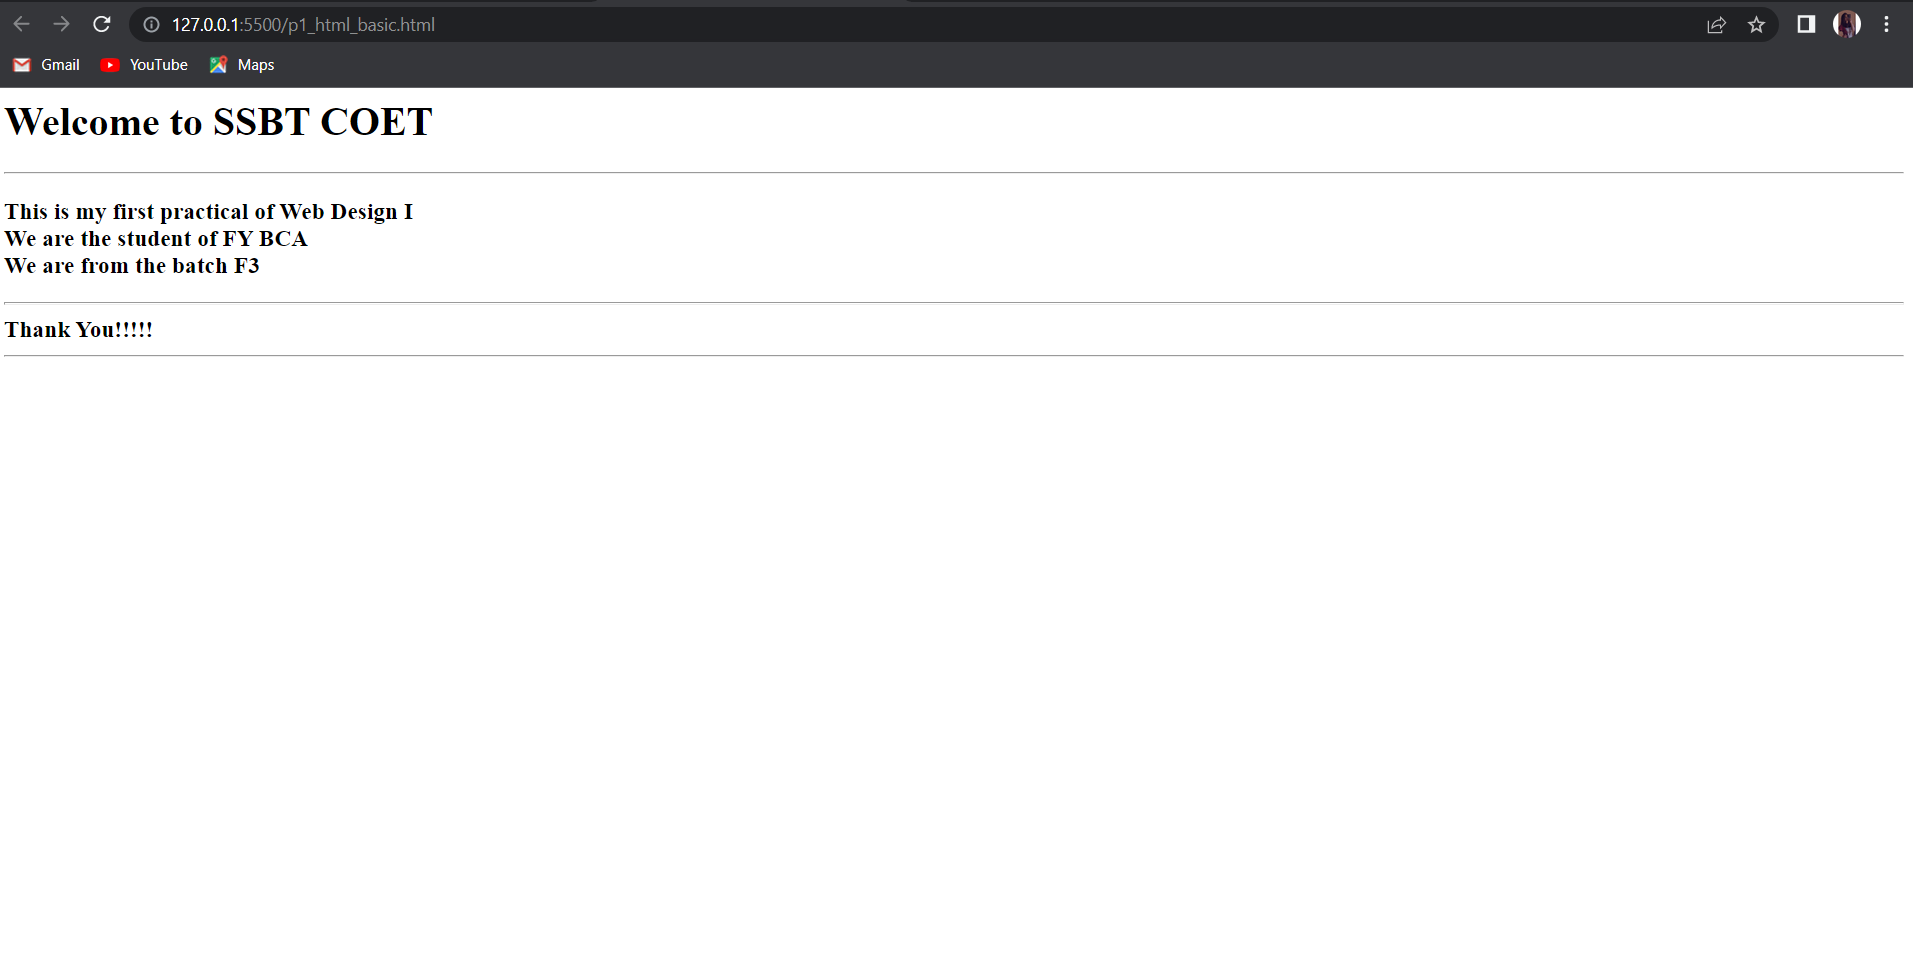 127.0.0.1:5500/p1_html_basic.html
Gmail YouTube Maps
Welcome to SSBT COET
This is my first practical of Web Design I
We are the student of FY BCA
We are from the batch F3
Thank You!!!!!